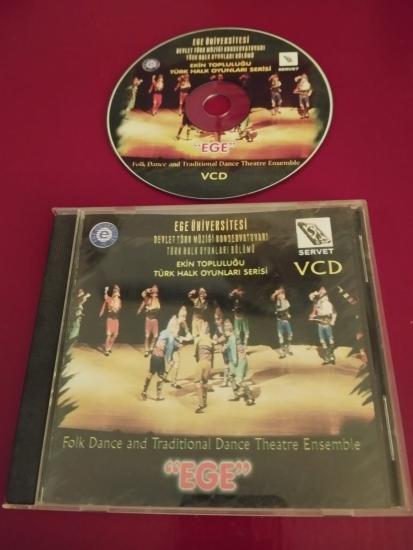 EGE ÜNİVERSİTESİ
DEVLET TÜRK MÜZİĞİ KONSERVATUVARI
TÜRK HALK OYUNLARI BÖLÜMÜ
EKİN TOPLULUĞU
TÜRK HALK OYUNLARI SERİSİ
SERVET
"EGE"
Folk Dance and Traditional Dance Theatre Ensemble
VCD
EGE ÜNİVERSİTESİ
DEVLET TÜRK MÜZİĞİ KONSERVATUVARI
TÜRK HALK OYUNLARI BÖLÜMÜ
EKİN TOPLULUĞU
TÜRK HALK OYUNLARI SERİSİ
SERVET
VCD
Folk Dance and Traditional Dance Theatre Ensemble
"EGE"